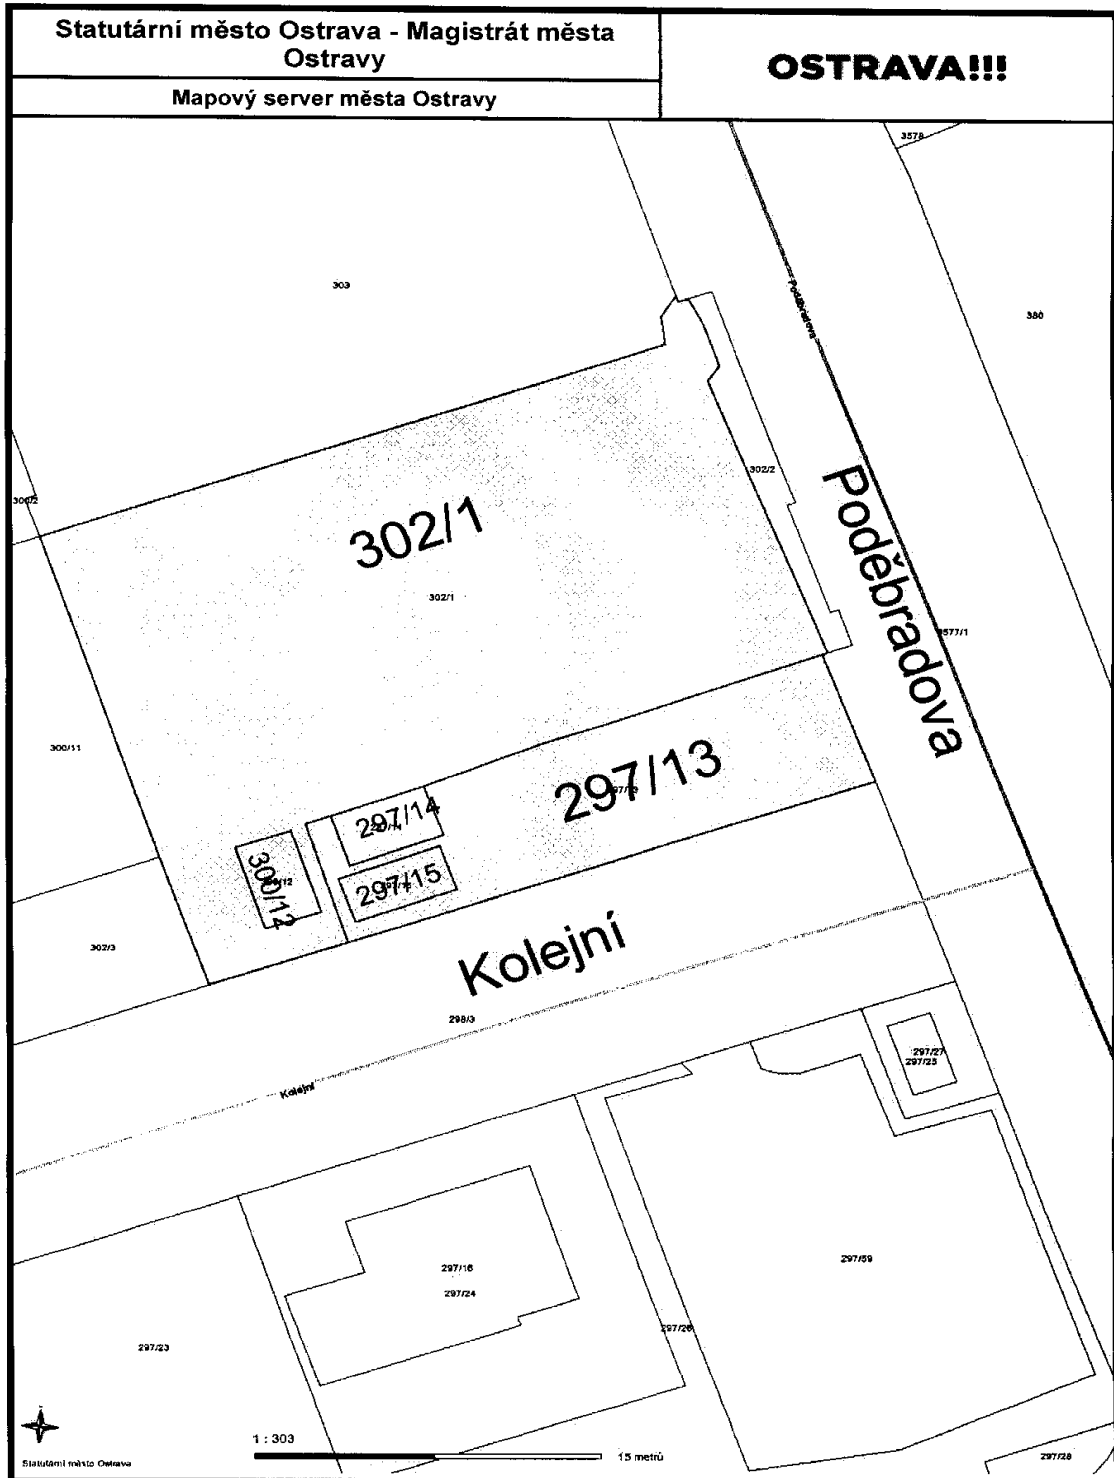 Statutární město Ostrava - Magistrát města
Ostravy
OSTRAVA!!!
Mapový server města Ostravy
3578
303
Poděbradova
380
300/2
302/2
302/1
302/1
Poděbradova
3577/1
300/11
297/13
297/14
300/12
297/15
302/3
Kolejní
298/3
297/27
297/25
Kolejní
297/16
297/59
297/24
297/26
297/23
1 : 303
15 metrů
Statutární město Ostrava
297/28